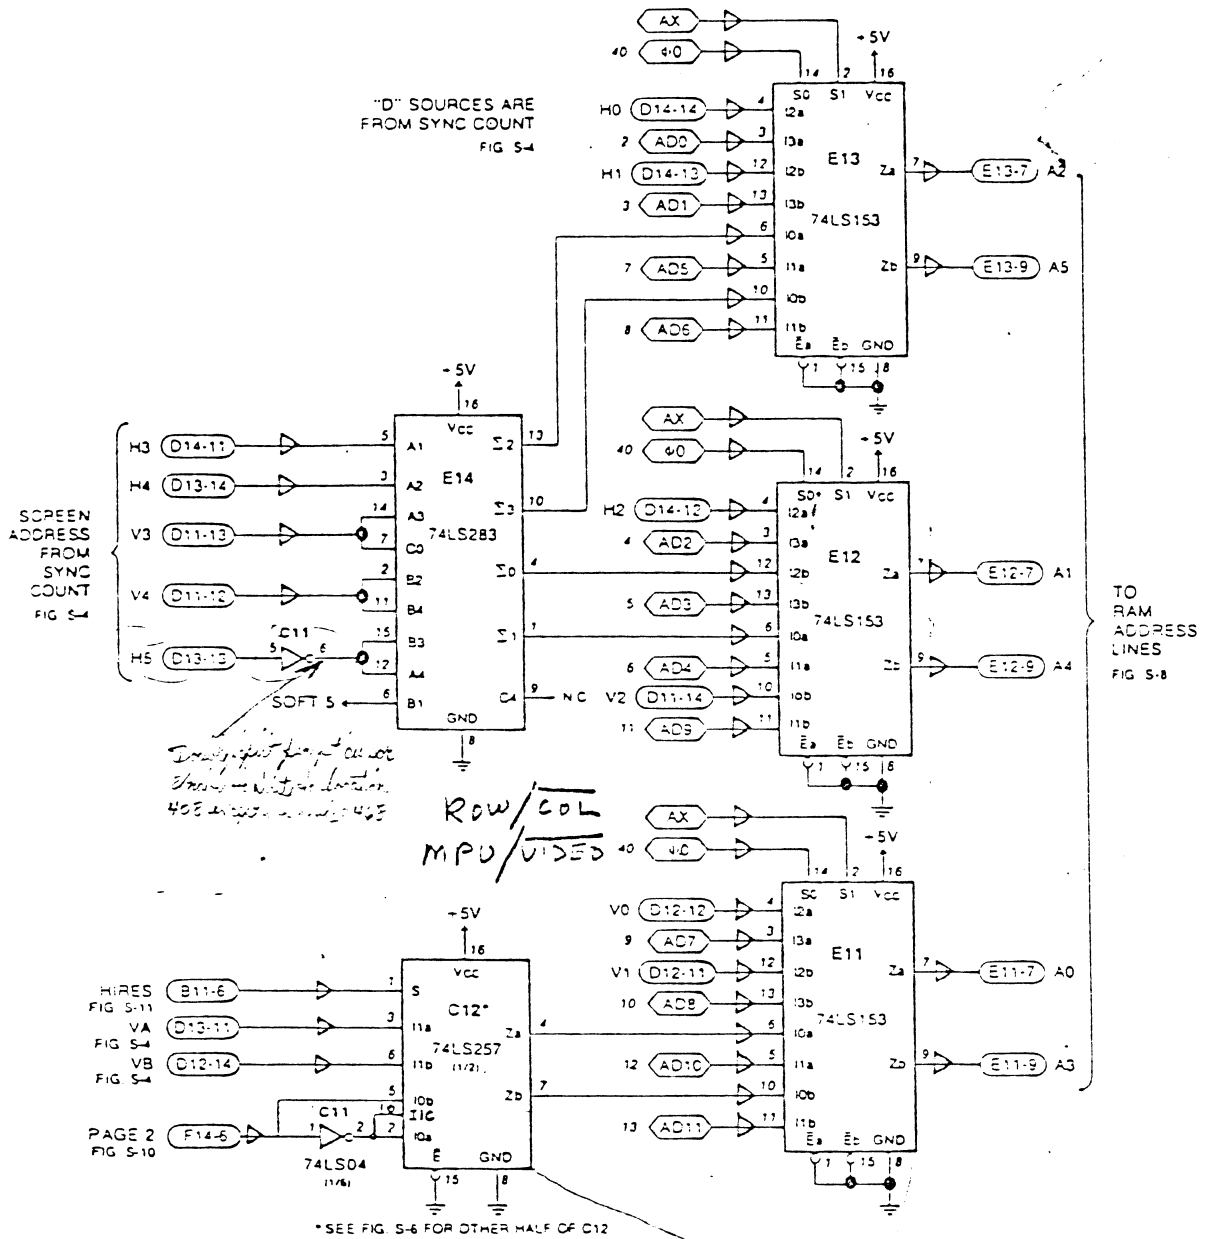 AX
40 Φ0
+5V
14 2 16
S0 S1 VCC
"D" SOURCES ARE
FROM SYNC COUNT
FIG S-4
H0 D14-14 4 I2a
2 AD0 3 I3a
H1 D14-13 12 I2b
3 AD1 13 I3b
6 I0a
7 AD5 5 I1a
10 I0b
8 AD6 11 I1b
E13
74LS153
Za 7 E13-7 A2
Zb 9 E13-9 A5
Ea Eb GND
1 15 8
+5V
16
VCC
SCREEN
ADDRESS
FROM
SYNC
COUNT
FIG S-4
H3 D14-11 5 A1
H4 D13-14 3 A2
V3 D11-13 14 A3
7 C0
V4 D11-12 2 B2
11 B4
H5 D13-13 5 C11 6 15 B3
12 A4
SOFT 5 6 B1
E14
74LS283
Σ2 13
Σ3 10
Σ0 4
Σ1 1
C4 9 NC
GND
8
AX
40 Φ0
+5V
14 2 16
S0* S1 VCC
H2 D14-12 4 I2a
4 AD2 3 I3a
12 I2b
5 AD3 13 I3b
6 I0a
6 AD4 5 I1a
V2 D11-14 10 I0b
11 AD9 11 I1b
E12
74LS153
Za 7 E12-7 A1
Zb 9 E12-9 A4
Ea Eb GND
1 15 8
TO
RAM
ADDRESS
LINES
FIG S-8
ROW/COL
MPU/VIDEO
AX
40 Φ0
+5V
14 2 16
S0 S1 VCC
V0 D12-12 4 I2a
9 AD7 3 I3a
V1 D12-11 12 I2b
10 AD8 13 I3b
6 I0a
12 AD10 5 I1a
10 I0b
13 AD11 11 I1b
E11
74LS153
Za 7 E11-7 A0
Zb 9 E11-9 A3
Ea Eb GND
1 15 8
+5V
16
VCC
HIRES B11-6 1 S
FIG S-11
VA D13-11 3 I1a
FIG S-4
VB D12-14 6 I1b
FIG S-4
5 I0b
10 I1C
PAGE 2 F14-6 1 C11 2 2 I0a
FIG S-10
74LS04
(1/6)
C12*
74LS257
(1/2)
Za 4
Zb 7
E GND
15 8
*SEE FIG. S-6 FOR OTHER HALF OF C12